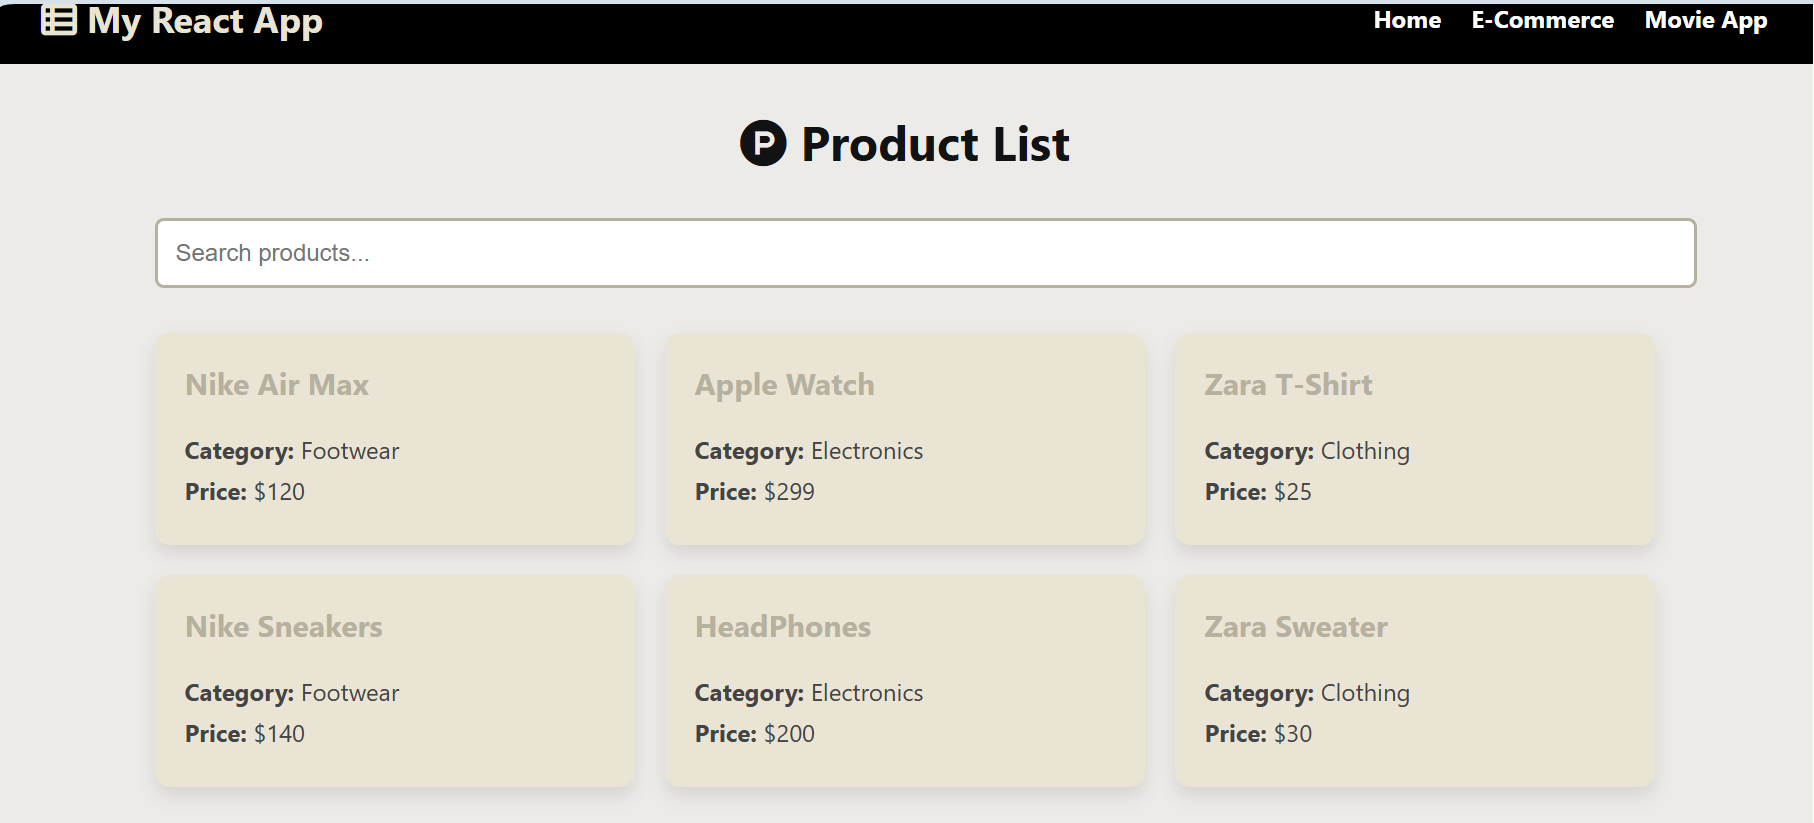 My React App
Home E-Commerce Movie App
P Product List
Search products...
Nike Air Max
Category: Footwear
Price: $120
Apple Watch
Category: Electronics
Price: $299
Zara T-Shirt
Category: Clothing
Price: $25
Nike Sneakers
Category: Footwear
Price: $140
HeadPhones
Category: Electronics
Price: $200
Zara Sweater
Category: Clothing
Price: $30